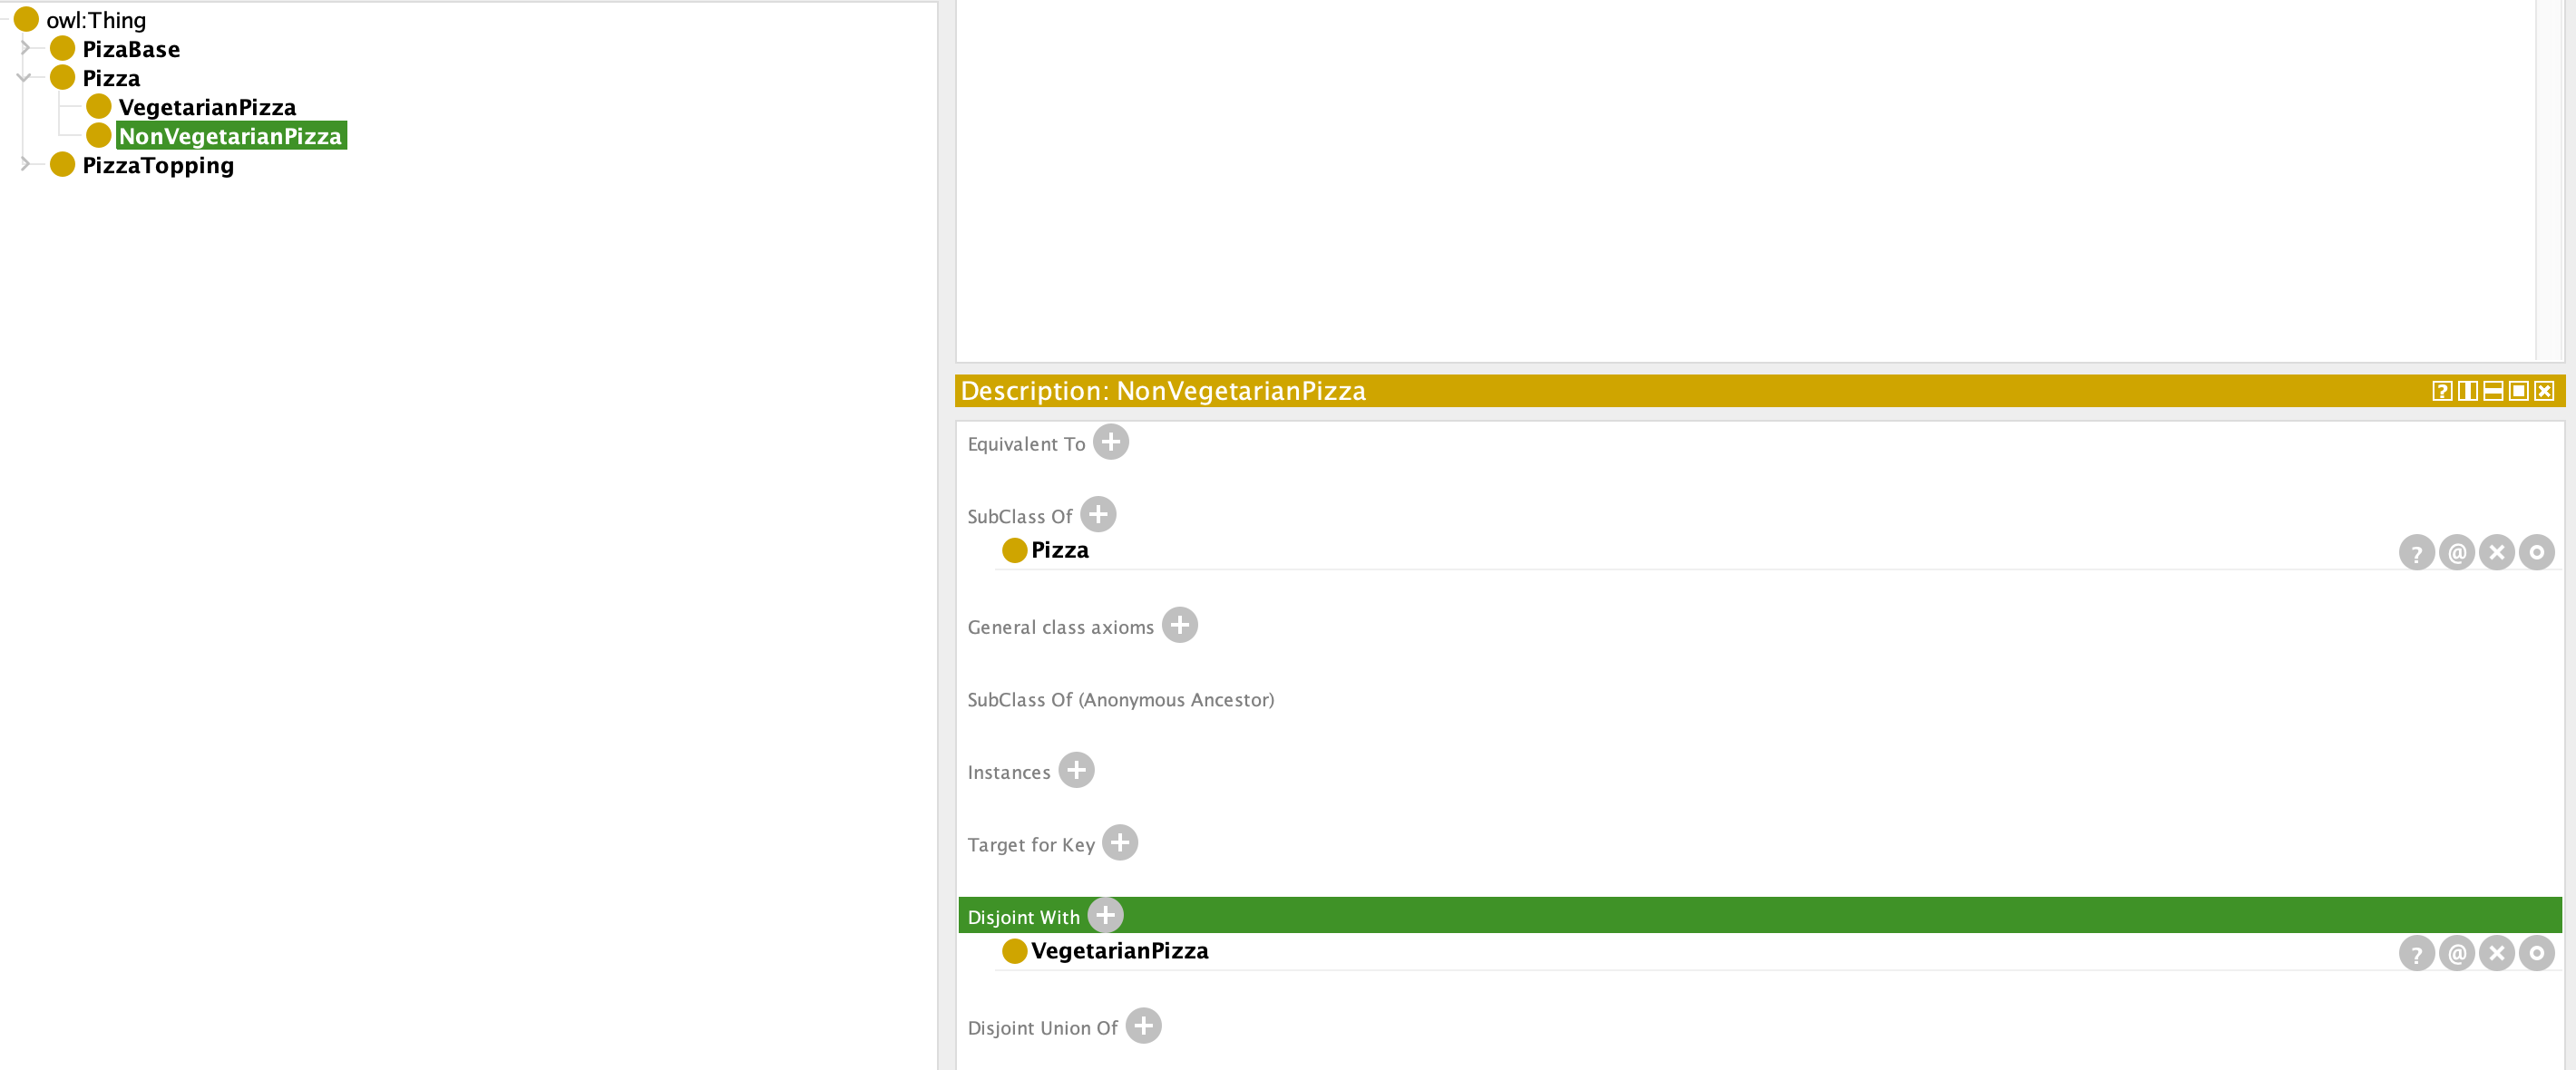 owl:Thing
PizaBase
Pizza
VegetarianPizza
NonVegetarianPizza
PizzaTopping
Description: NonVegetarianPizza
Equivalent To
SubClass Of
Pizza
General class axioms
SubClass Of (Anonymous Ancestor)
Instances
Target for Key
Disjoint With
VegetarianPizza
Disjoint Union Of